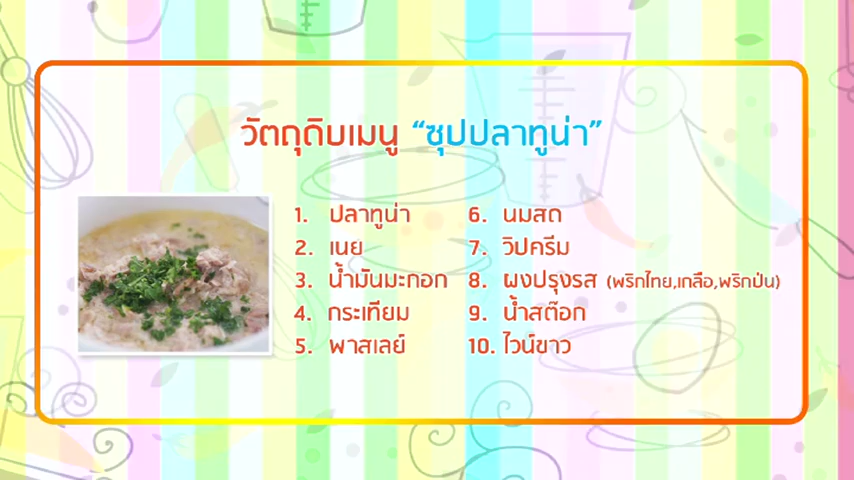 วัตถุดิบเมนู “ซุปปลาทูน่า”
1. ปลาทูน่า
2. เนย
3. น้ำมันมะกอก
4. กระเทียม
5. พาสเลย์
6. นมสด
7. วิปครีม
8. ผงปรุงรส (พริกไทย,เกลือ,พริกป่น)
9. น้ำสต๊อก
10. ไวน์ขาว